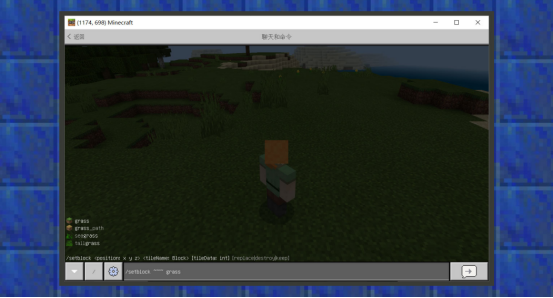 (1174, 698) Minecraft
返回
聊天和命令
grass
grass_path
seagrass
tallgrass
/setblock <position: x y z> <tileName: Block> [tileData: int] [replace|destroy|keep]
/setblock ~~~ grass